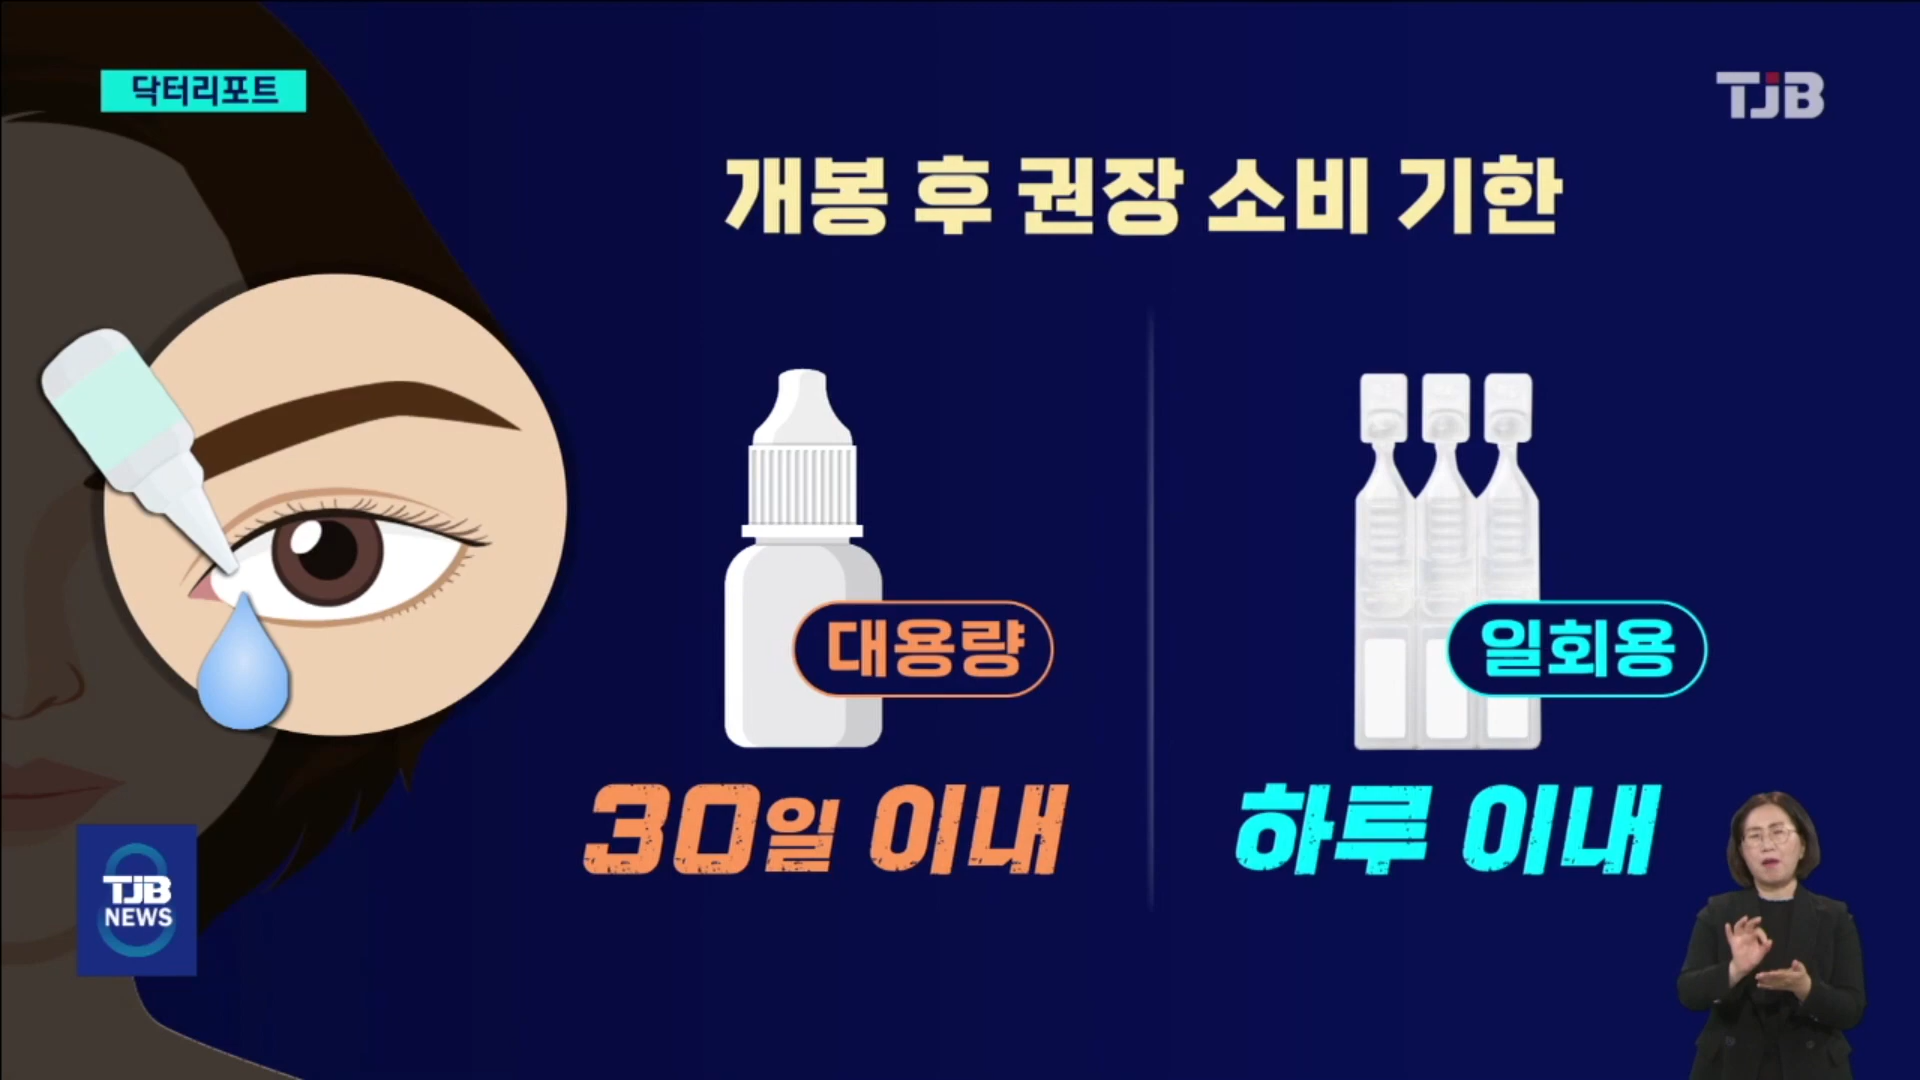 닥터리포트
TJB
개봉 후 권장 소비 기한
대용량
일회용
30일 이내
하루 이내
TJB
NEWS